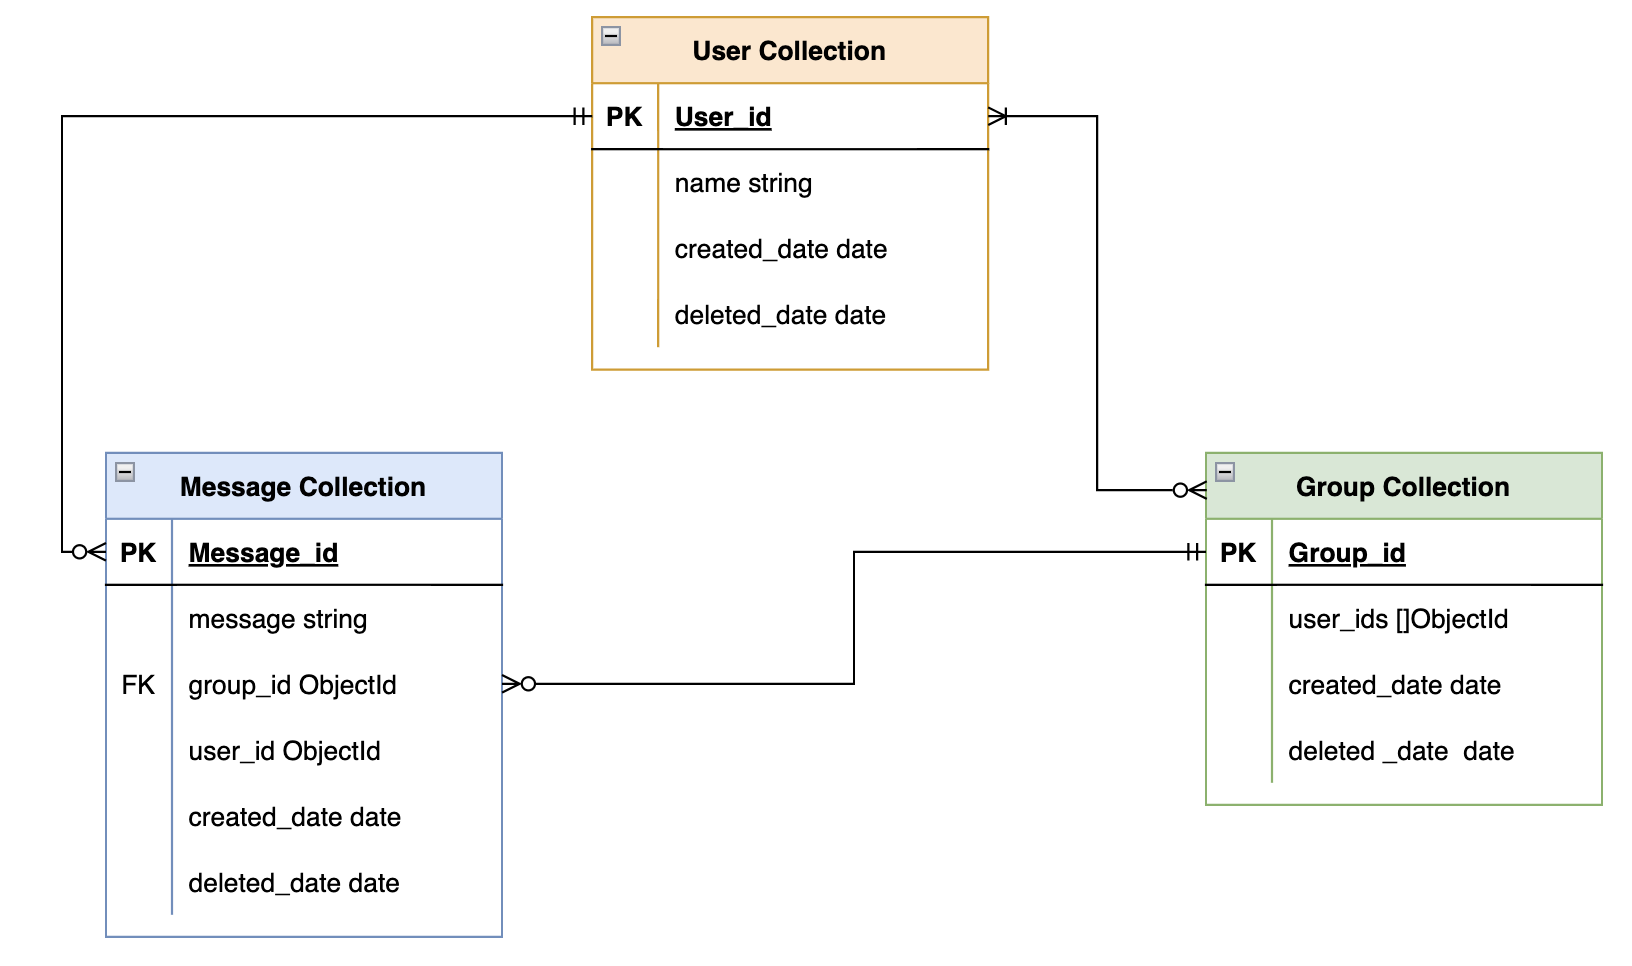 User Collection
PK User_id
name string
created_date date
deleted_date date
Message Collection
PK Message_id
message string
FK group_id ObjectId
user_id ObjectId
created_date date
deleted_date date
Group Collection
PK Group_id
user_ids []ObjectId
created_date date
deleted _date  date